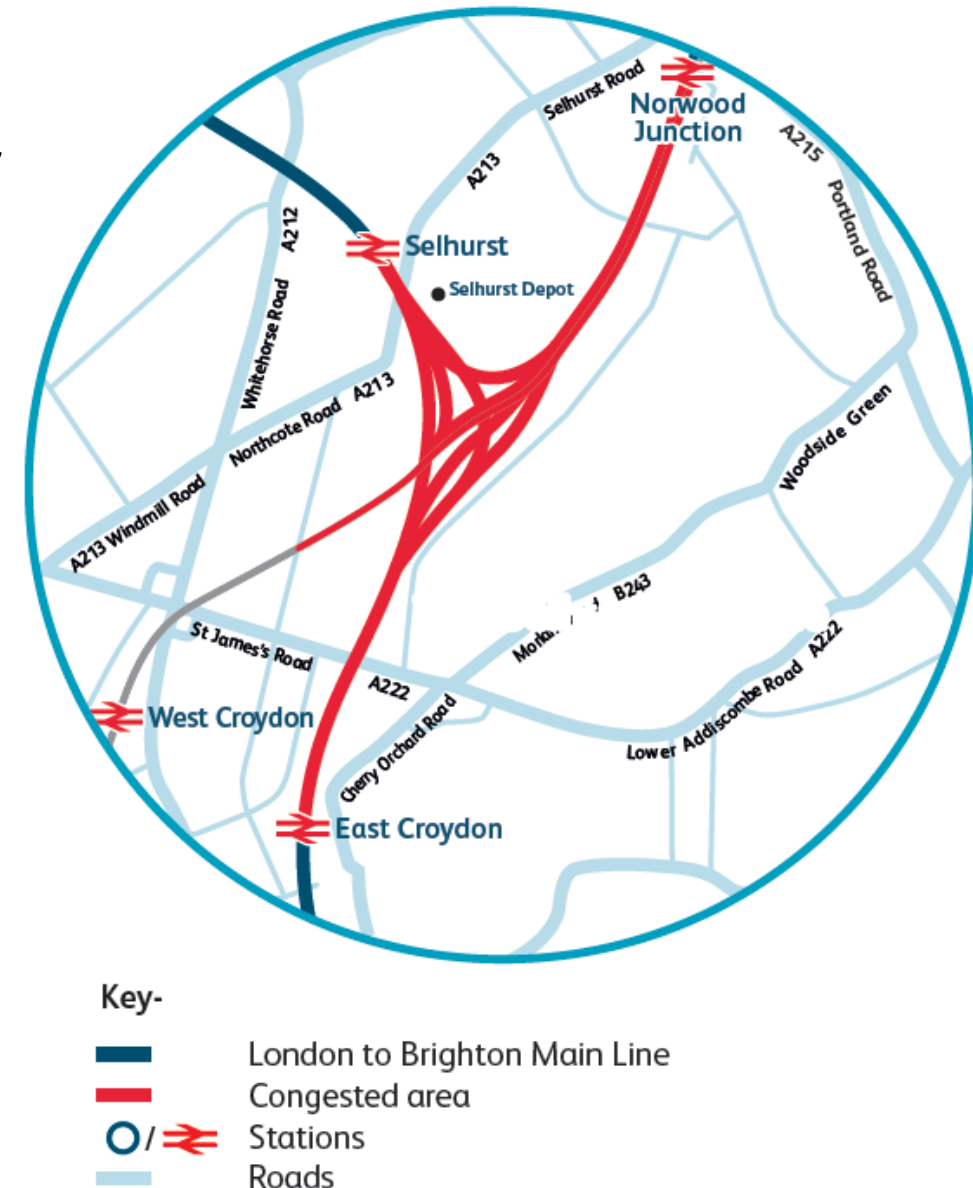 Selhurst Road
Norwood
Junction
A215
A213
Portland Road
A212
Selhurst
Selhurst Depot
Whitehorse Road
A213
Northcote Road
Woodside Green
A213 Windmill Road
B243
St James's Road
A222
A222
West Croydon
Cherry Orchard Road
Lower Addiscombe Road
East Croydon
Key-
London to Brighton Main Line
Congested area
/
Stations
Roads